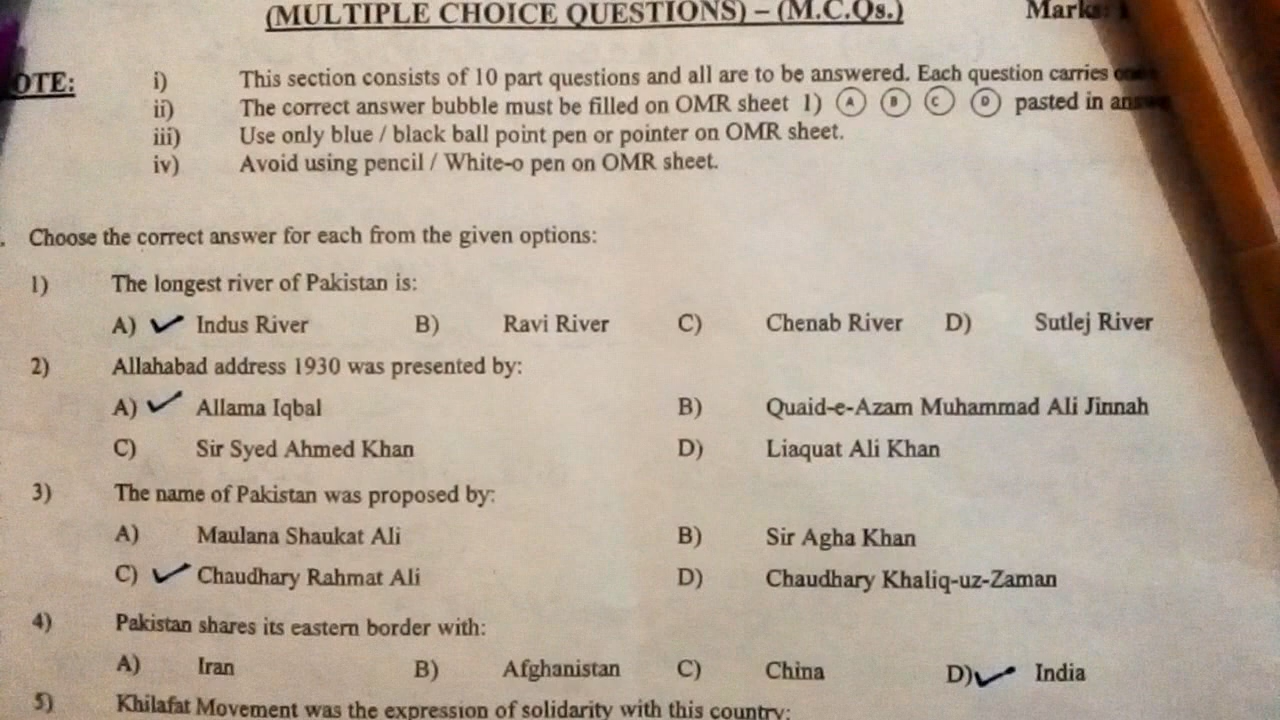 (MULTIPLE CHOICE QUESTIONS) – (M.C.Qs.) Marks:
OTE: i) This section consists of 10 part questions and all are to be answered. Each question carries
ii) The correct answer bubble must be filled on OMR sheet 1) A B C D pasted in
iii) Use only blue / black ball point pen or pointer on OMR sheet.
iv) Avoid using pencil / White-o pen on OMR sheet.
. Choose the correct answer for each from the given options:
1) The longest river of Pakistan is:
A) Indus River B) Ravi River C) Chenab River D) Sutlej River
2) Allahabad address 1930 was presented by:
A) Allama Iqbal B) Quaid-e-Azam Muhammad Ali Jinnah
C) Sir Syed Ahmed Khan D) Liaquat Ali Khan
3) The name of Pakistan was proposed by:
A) Maulana Shaukat Ali B) Sir Agha Khan
C) Chaudhary Rahmat Ali D) Chaudhary Khaliq-uz-Zaman
4) Pakistan shares its eastern border with:
A) Iran B) Afghanistan C) China D) India
5) Khilafat Movement was the expression of solidarity with this country: